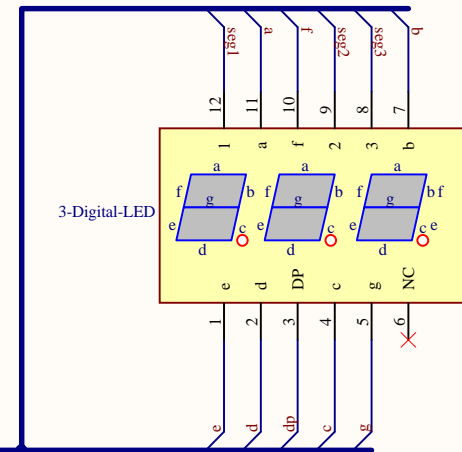 seg1 a f seg2 seg3 b
12 11 10 9 8 7
1 a f 2 3 b
a a a
f g b f g b f g b f
3-Digital-LED
e c e c e c e
d d d
e d DP c g NC
1 2 3 4 5 6
e d dp c g